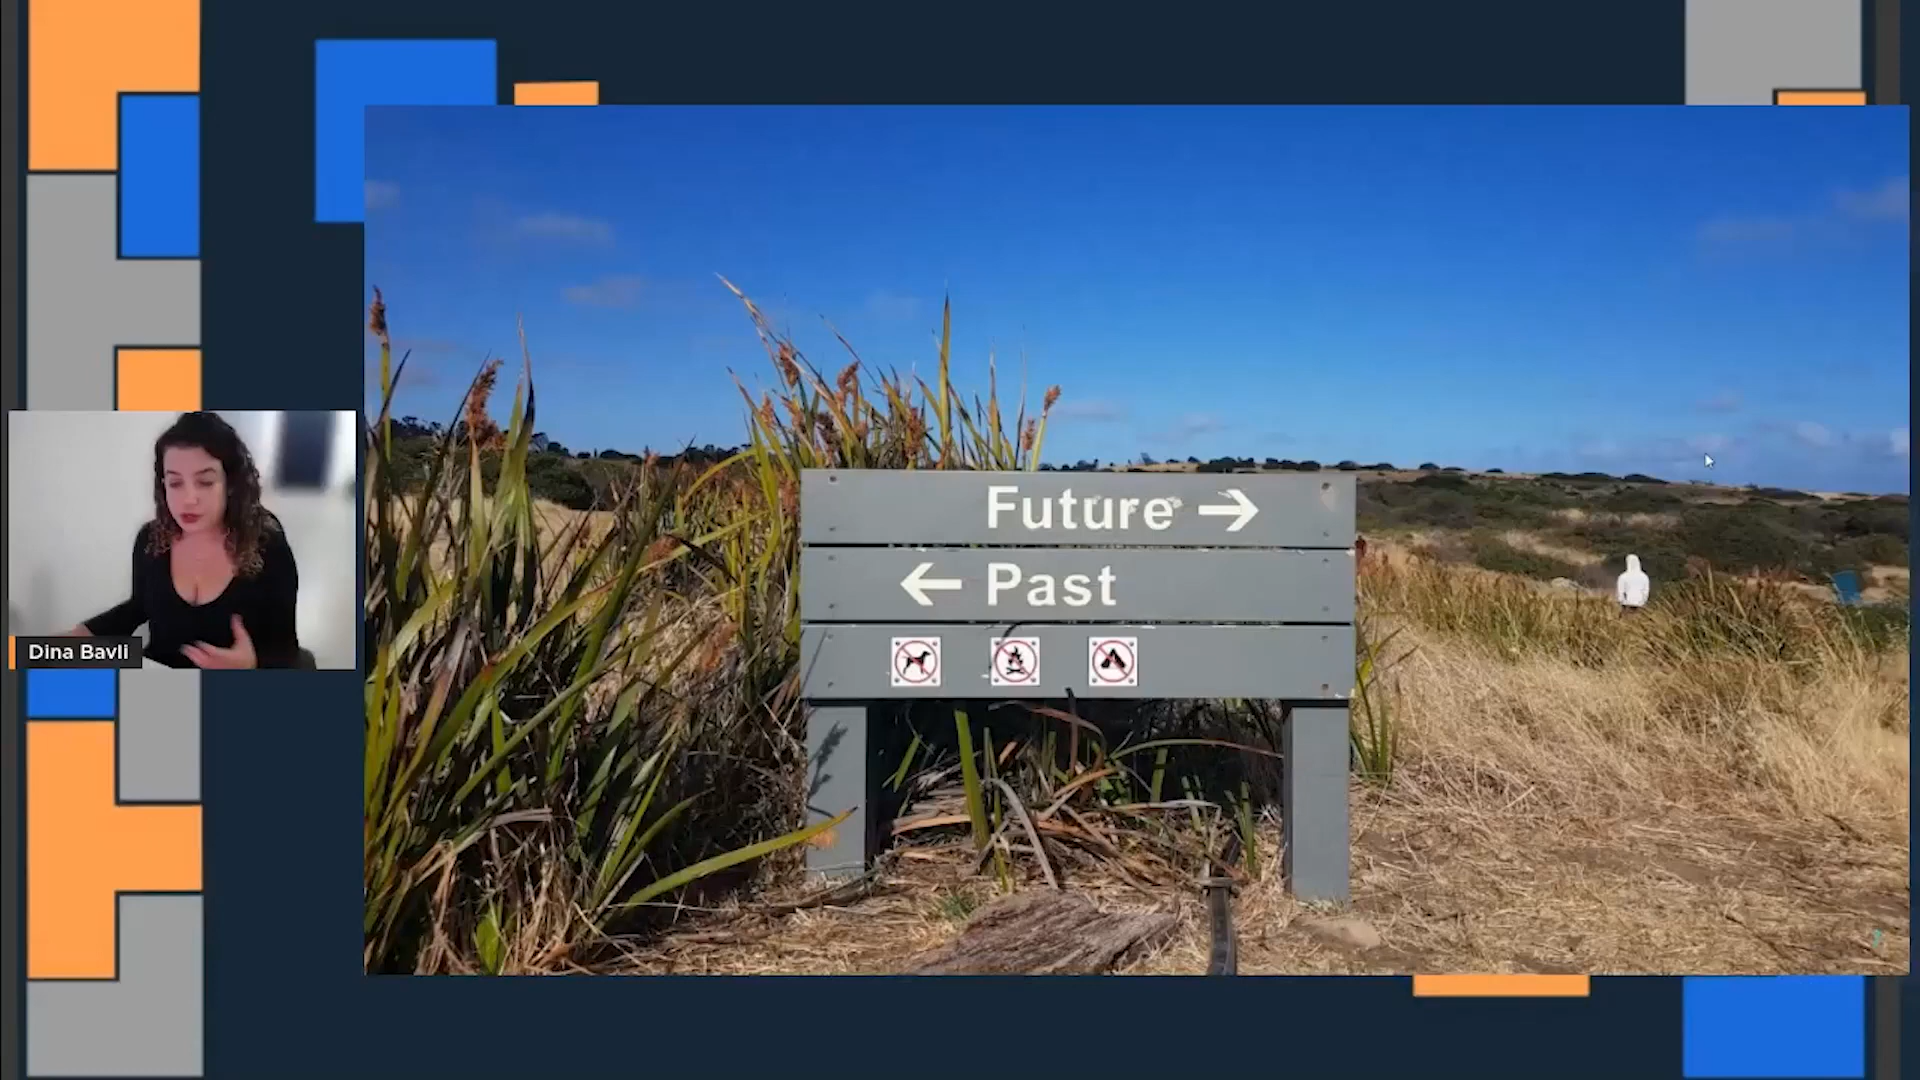 Future →
← Past
Dina Bavli